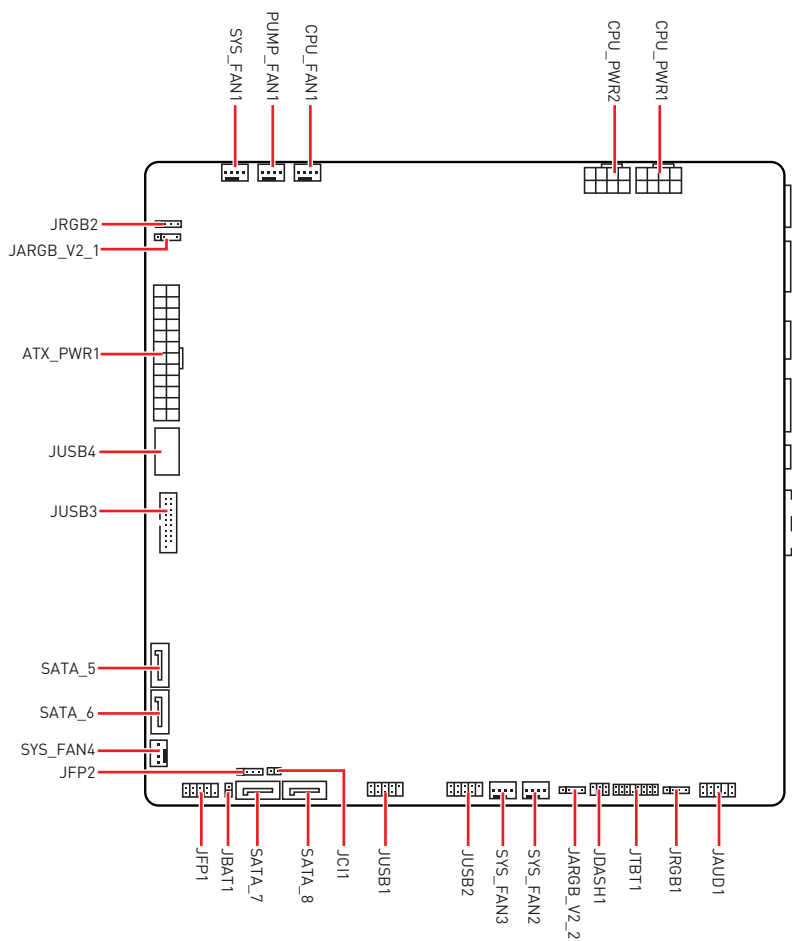 SYS_FAN1
PUMP_FAN1
CPU_FAN1
CPU_PWR2
CPU_PWR1
JRGB2
JARGB_V2_1
ATX_PWR1
JUSB4
JUSB3
SATA_5
SATA_6
SYS_FAN4
JFP2
JFP1
JBAT1
SATA_7
SATA_8
JCI1
JUSB1
JUSB2
SYS_FAN3
SYS_FAN2
JARGB_V2_2
JDASH1
JTBT1
JRGB1
JAUD1